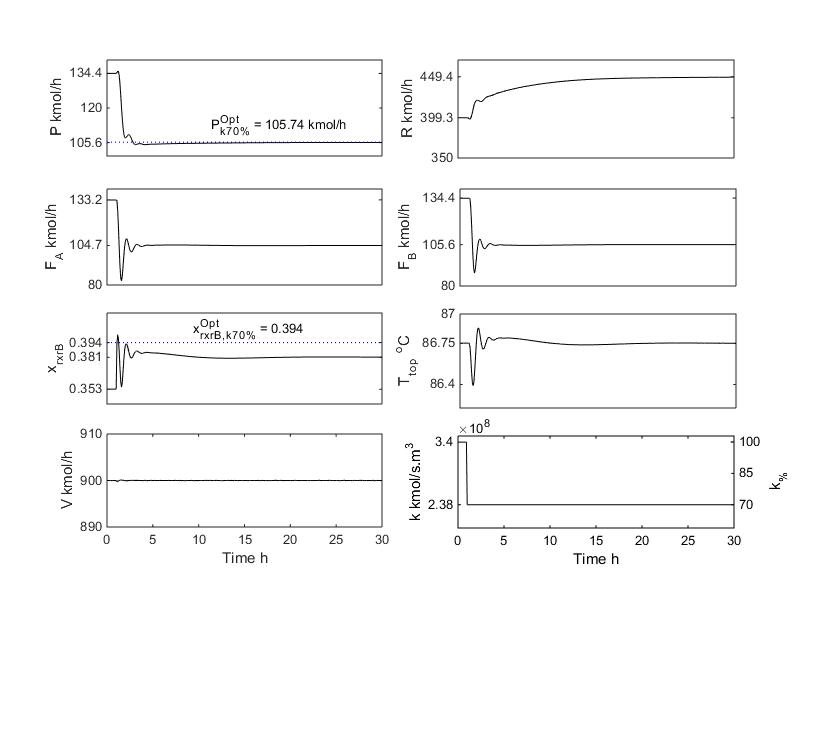 134.4
120
105.6
P kmol/h
P^Opt_k70% = 105.74 kmol/h
449.4
399.3
350
R kmol/h
133.2
104.7
80
F_A kmol/h
134.4
105.6
80
F_B kmol/h
0.394
0.381
0.353
x_rxrB
x^Opt_rxrB,k70% = 0.394
87
86.75
86.4
T_top °C
910
900
890
V kmol/h
0 5 10 15 20 25 30
Time h
×10^8
3.4
2.38
k kmol/s.m^3
100
85
70
k_%
0 5 10 15 20 25 30
Time h